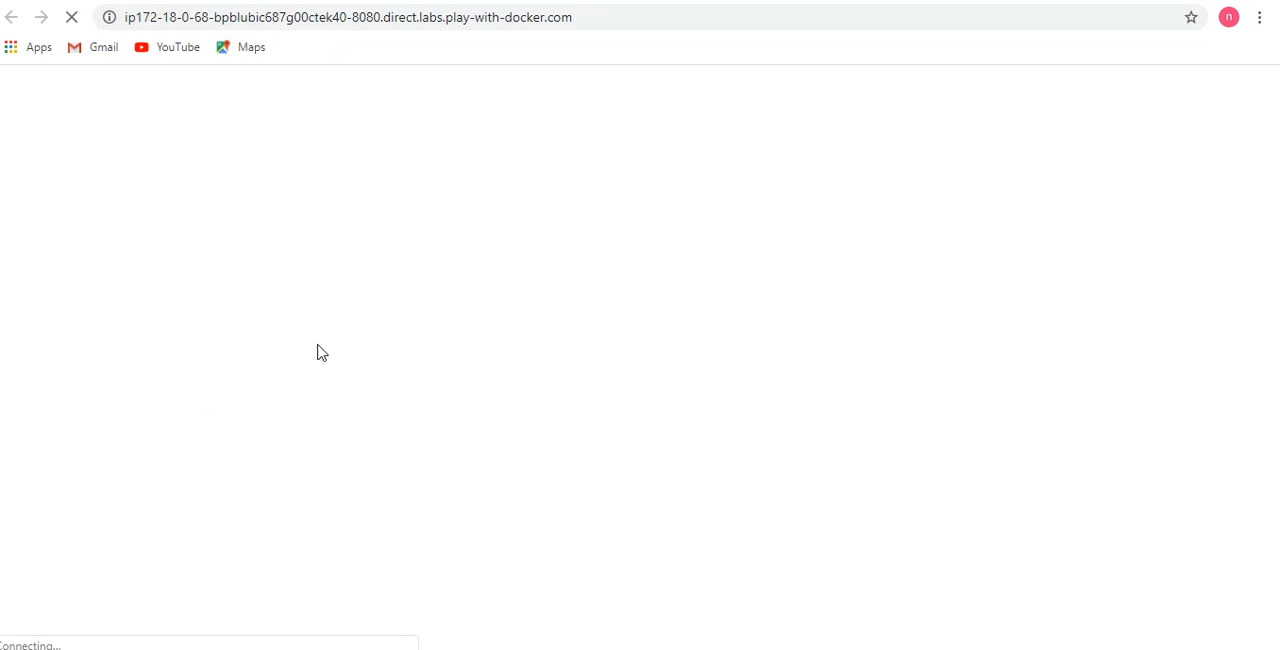 ip172-18-0-68-bpblubic687g00ctek40-8080.direct.labs.play-with-docker.com
n
Apps Gmail YouTube Maps
Connecting...